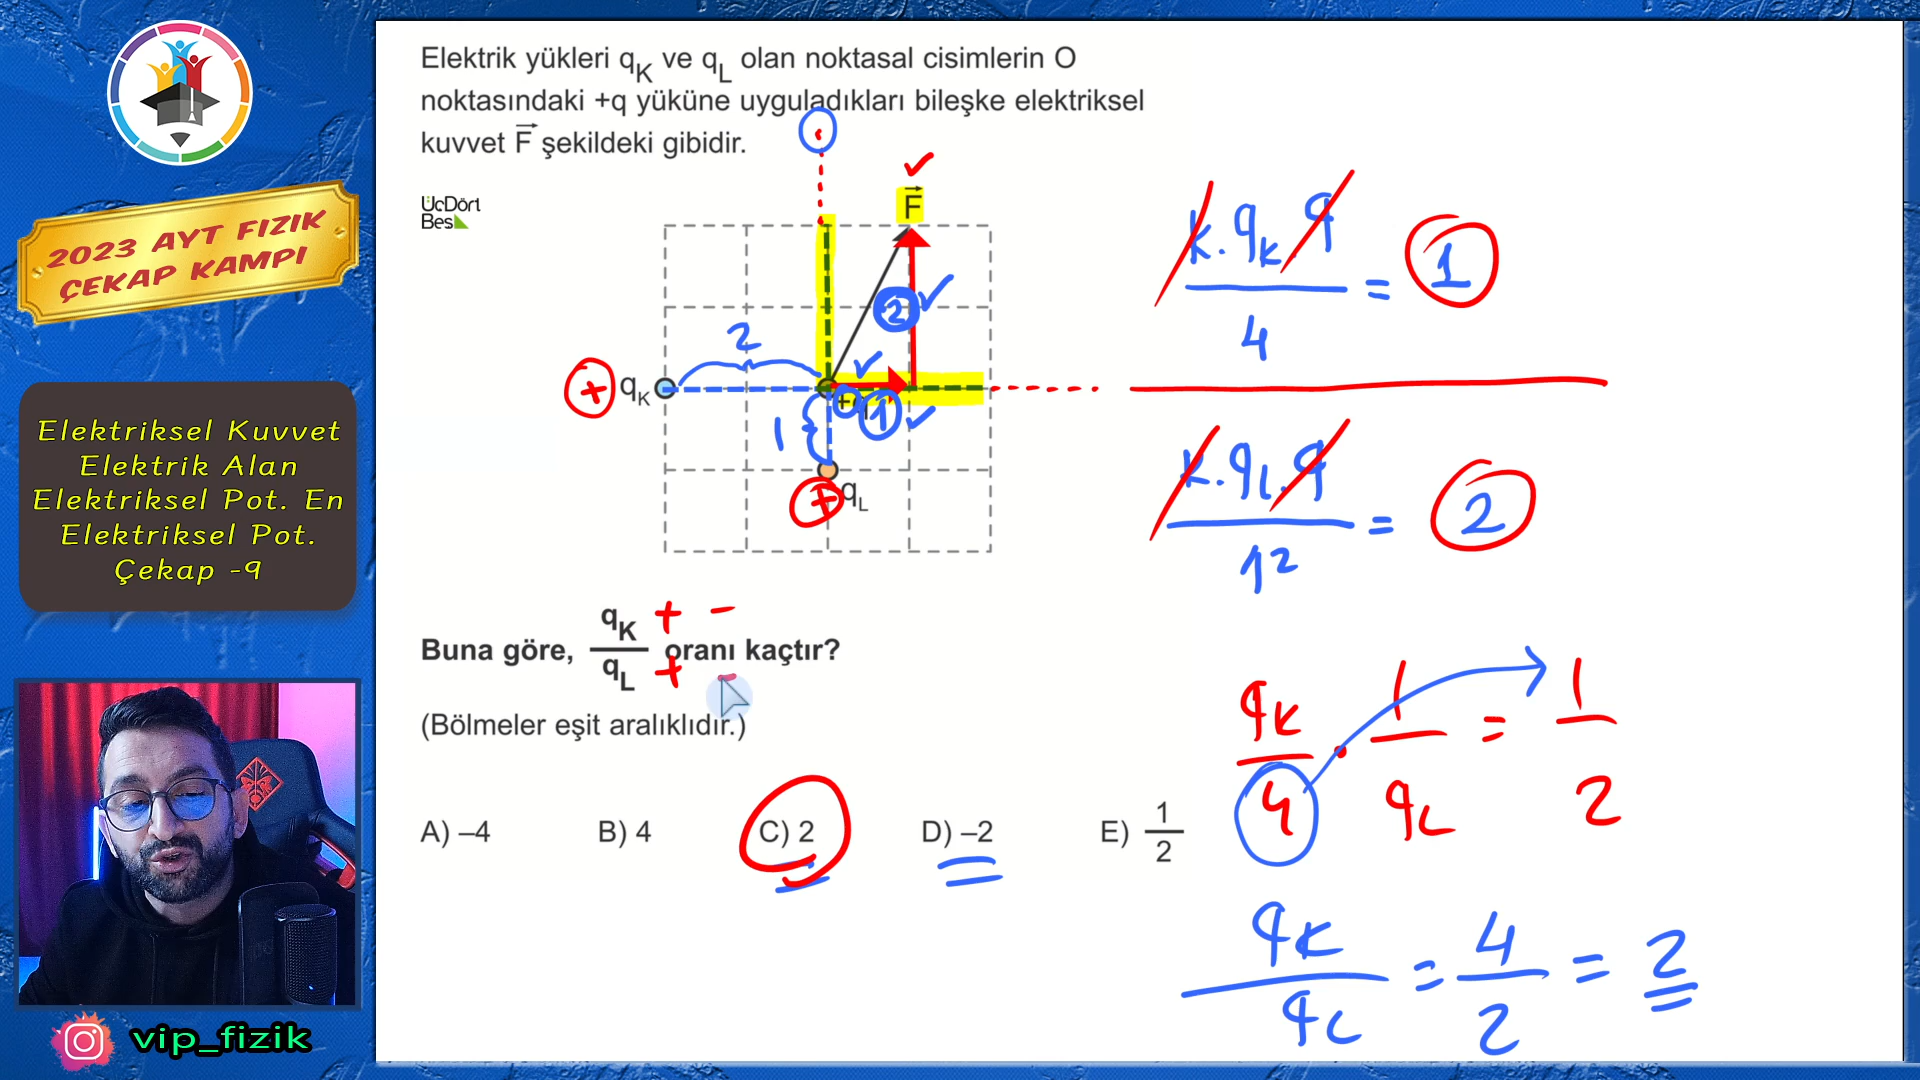 2023 AYT FIZIK
ÇEKAP KAMPI
Elektriksel Kuvvet
Elektrik Alan
Elektriksel Pot. En
Elektriksel Pot.
Çekap -9
vip_fizik
Elektrik yükleri qK ve qL olan noktasal cisimlerin O
noktasındaki +q yüküne uyguladıkları bileşke elektriksel
kuvvet F⃗ şekildeki gibidir.
ÜçDört
Beş
F⃗
2
2
+ qK
+q
1
1
+ qL
Buna göre, qK/qL oranı kaçtır?
+ -
+ -
(Bölmeler eşit aralıklıdır.)
A) –4 B) 4 C) 2 D) –2 E) 1/2
k.qK.q/4 = 1
k.qL.q/1² = 2
qK/4 . 1/qL = 1/2
qK/qL = 4/2 = 2